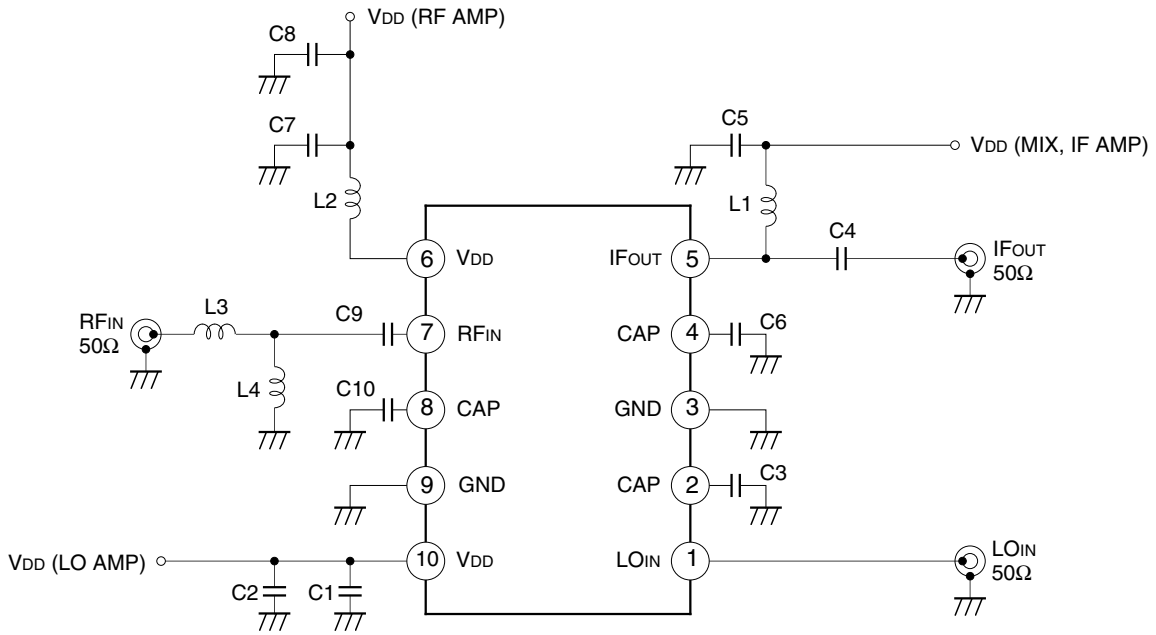 VDD (RF AMP)
C8
C7
L2
C5
VDD (MIX, IF AMP)
L1
C4
6
VDD
IFOUT
5
IFOUT
50Ω
RFIN
50Ω
L3
C9
7
RFIN
CAP
4
C6
L4
C10
8
CAP
GND
3
9
GND
CAP
2
C3
VDD (LO AMP)
C2
C1
10
VDD
LOIN
1
LOIN
50Ω